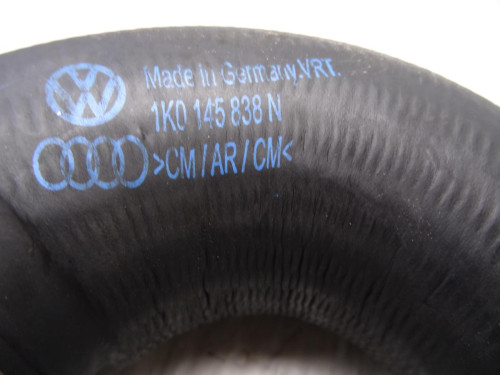 Made in Germany.VRT.
1K0 145 838 N
>CM/AR/CM<